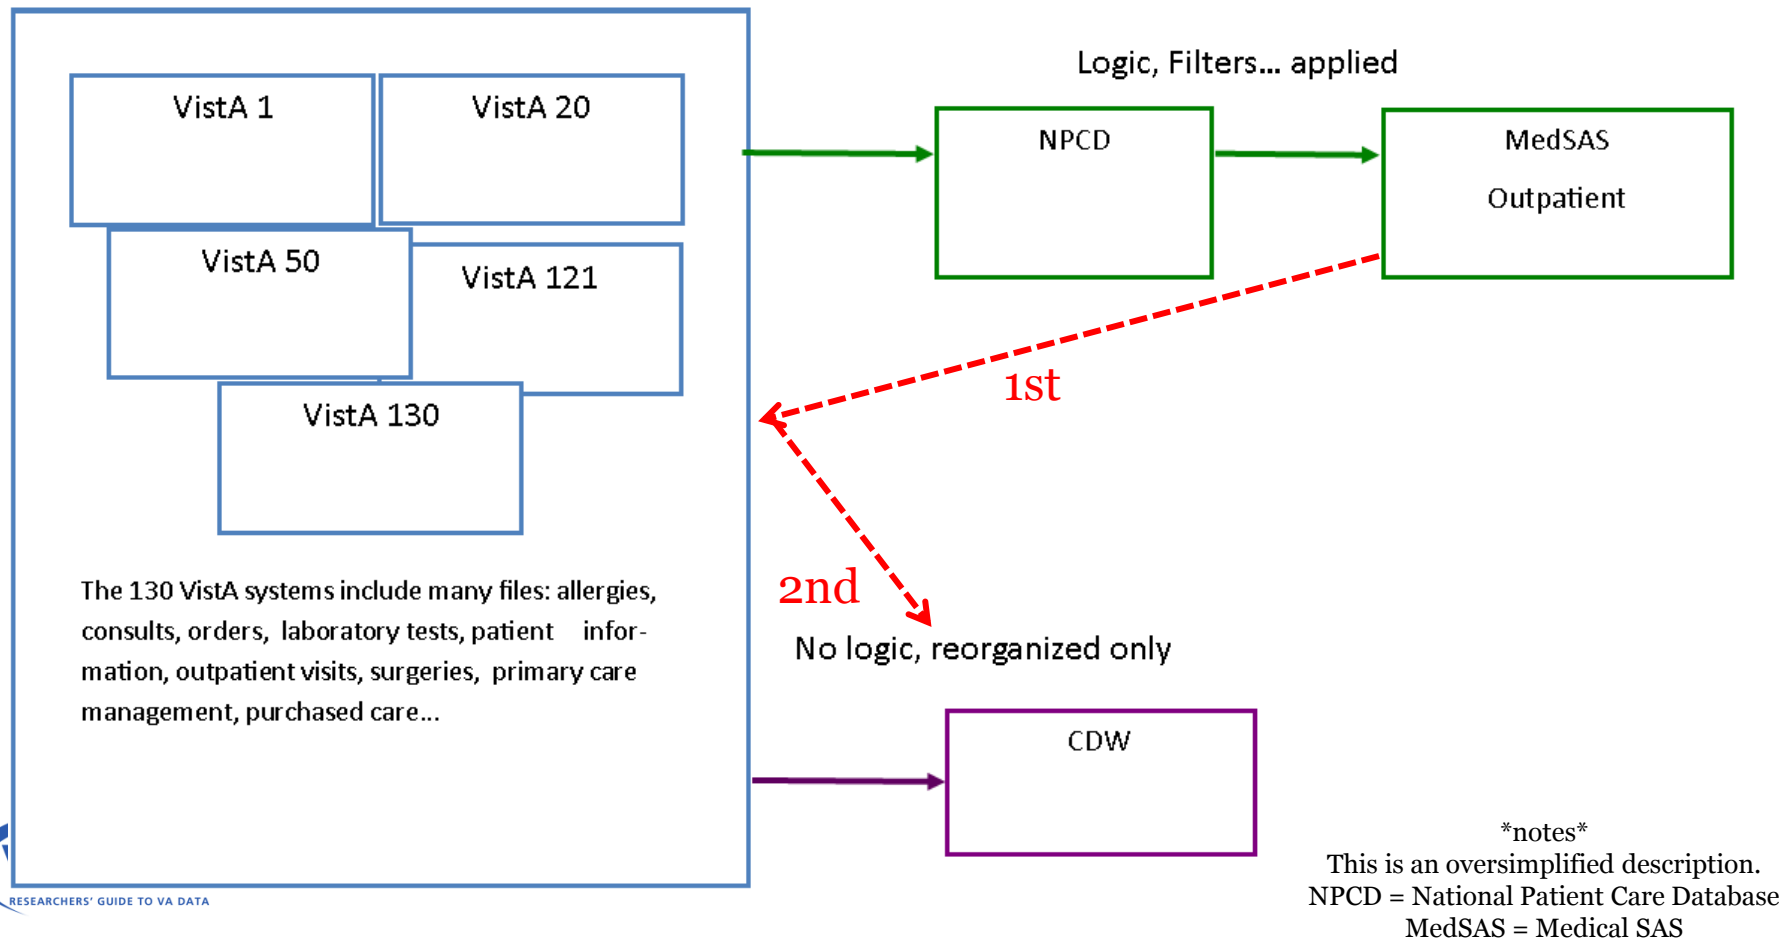 VistA 1
VistA 20
VistA 50
VistA 121
VistA 130
The 130 VistA systems include many files: allergies,
consults, orders, laboratory tests, patient infor-
mation, outpatient visits, surgeries, primary care
management, purchased care...
Logic, Filters... applied
NPCD
MedSAS
Outpatient
1st
2nd
No logic, reorganized only
CDW
*notes*
This is an oversimplified description.
NPCD = National Patient Care Database
MedSAS = Medical SAS
RESEARCHERS' GUIDE TO VA DATA